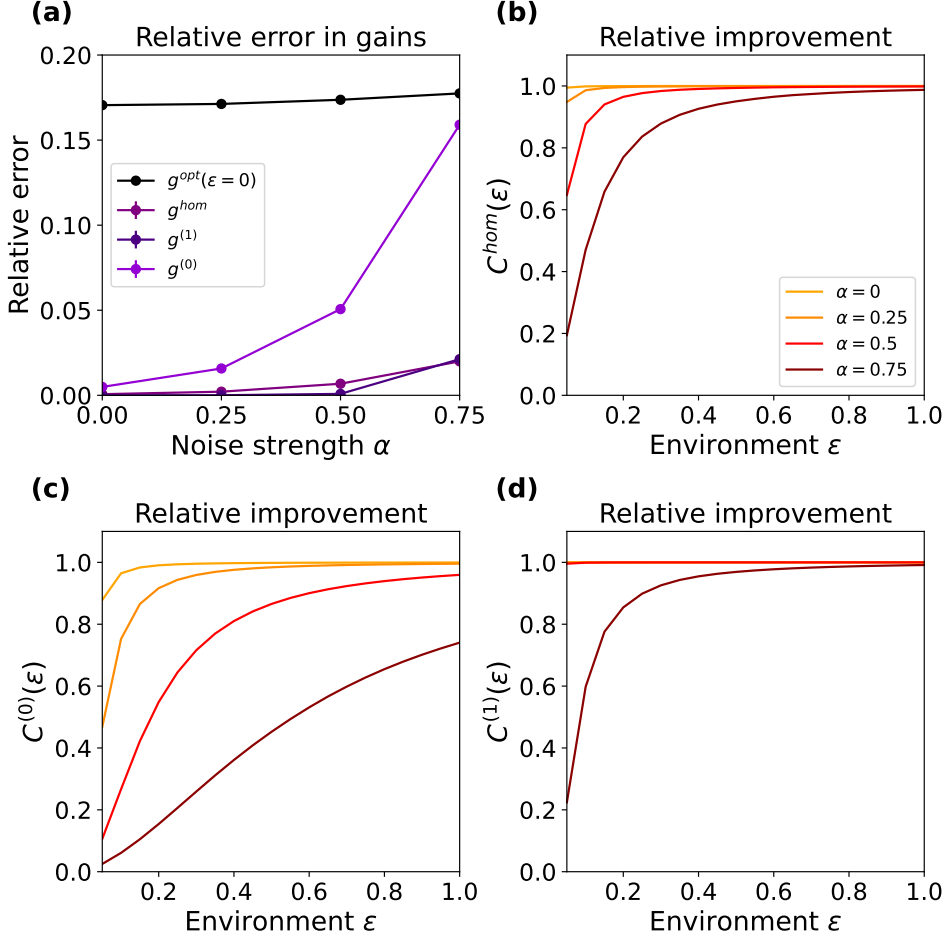 (a)
Relative error in gains
Relative error
0.20
0.15
0.10
0.05
0.00
g^{opt}(ε = 0)
g^{hom}
g^{(1)}
g^{(0)}
0.00 0.25 0.50 0.75
Noise strength α
(b)
Relative improvement
C^{hom}(ε)
1.0
0.8
0.6
0.4
0.2
0.0
α = 0
α = 0.25
α = 0.5
α = 0.75
0.2 0.4 0.6 0.8 1.0
Environment ε
(c)
Relative improvement
C^{(0)}(ε)
1.0
0.8
0.6
0.4
0.2
0.0
0.2 0.4 0.6 0.8 1.0
Environment ε
(d)
Relative improvement
C^{(1)}(ε)
1.0
0.8
0.6
0.4
0.2
0.0
0.2 0.4 0.6 0.8 1.0
Environment ε